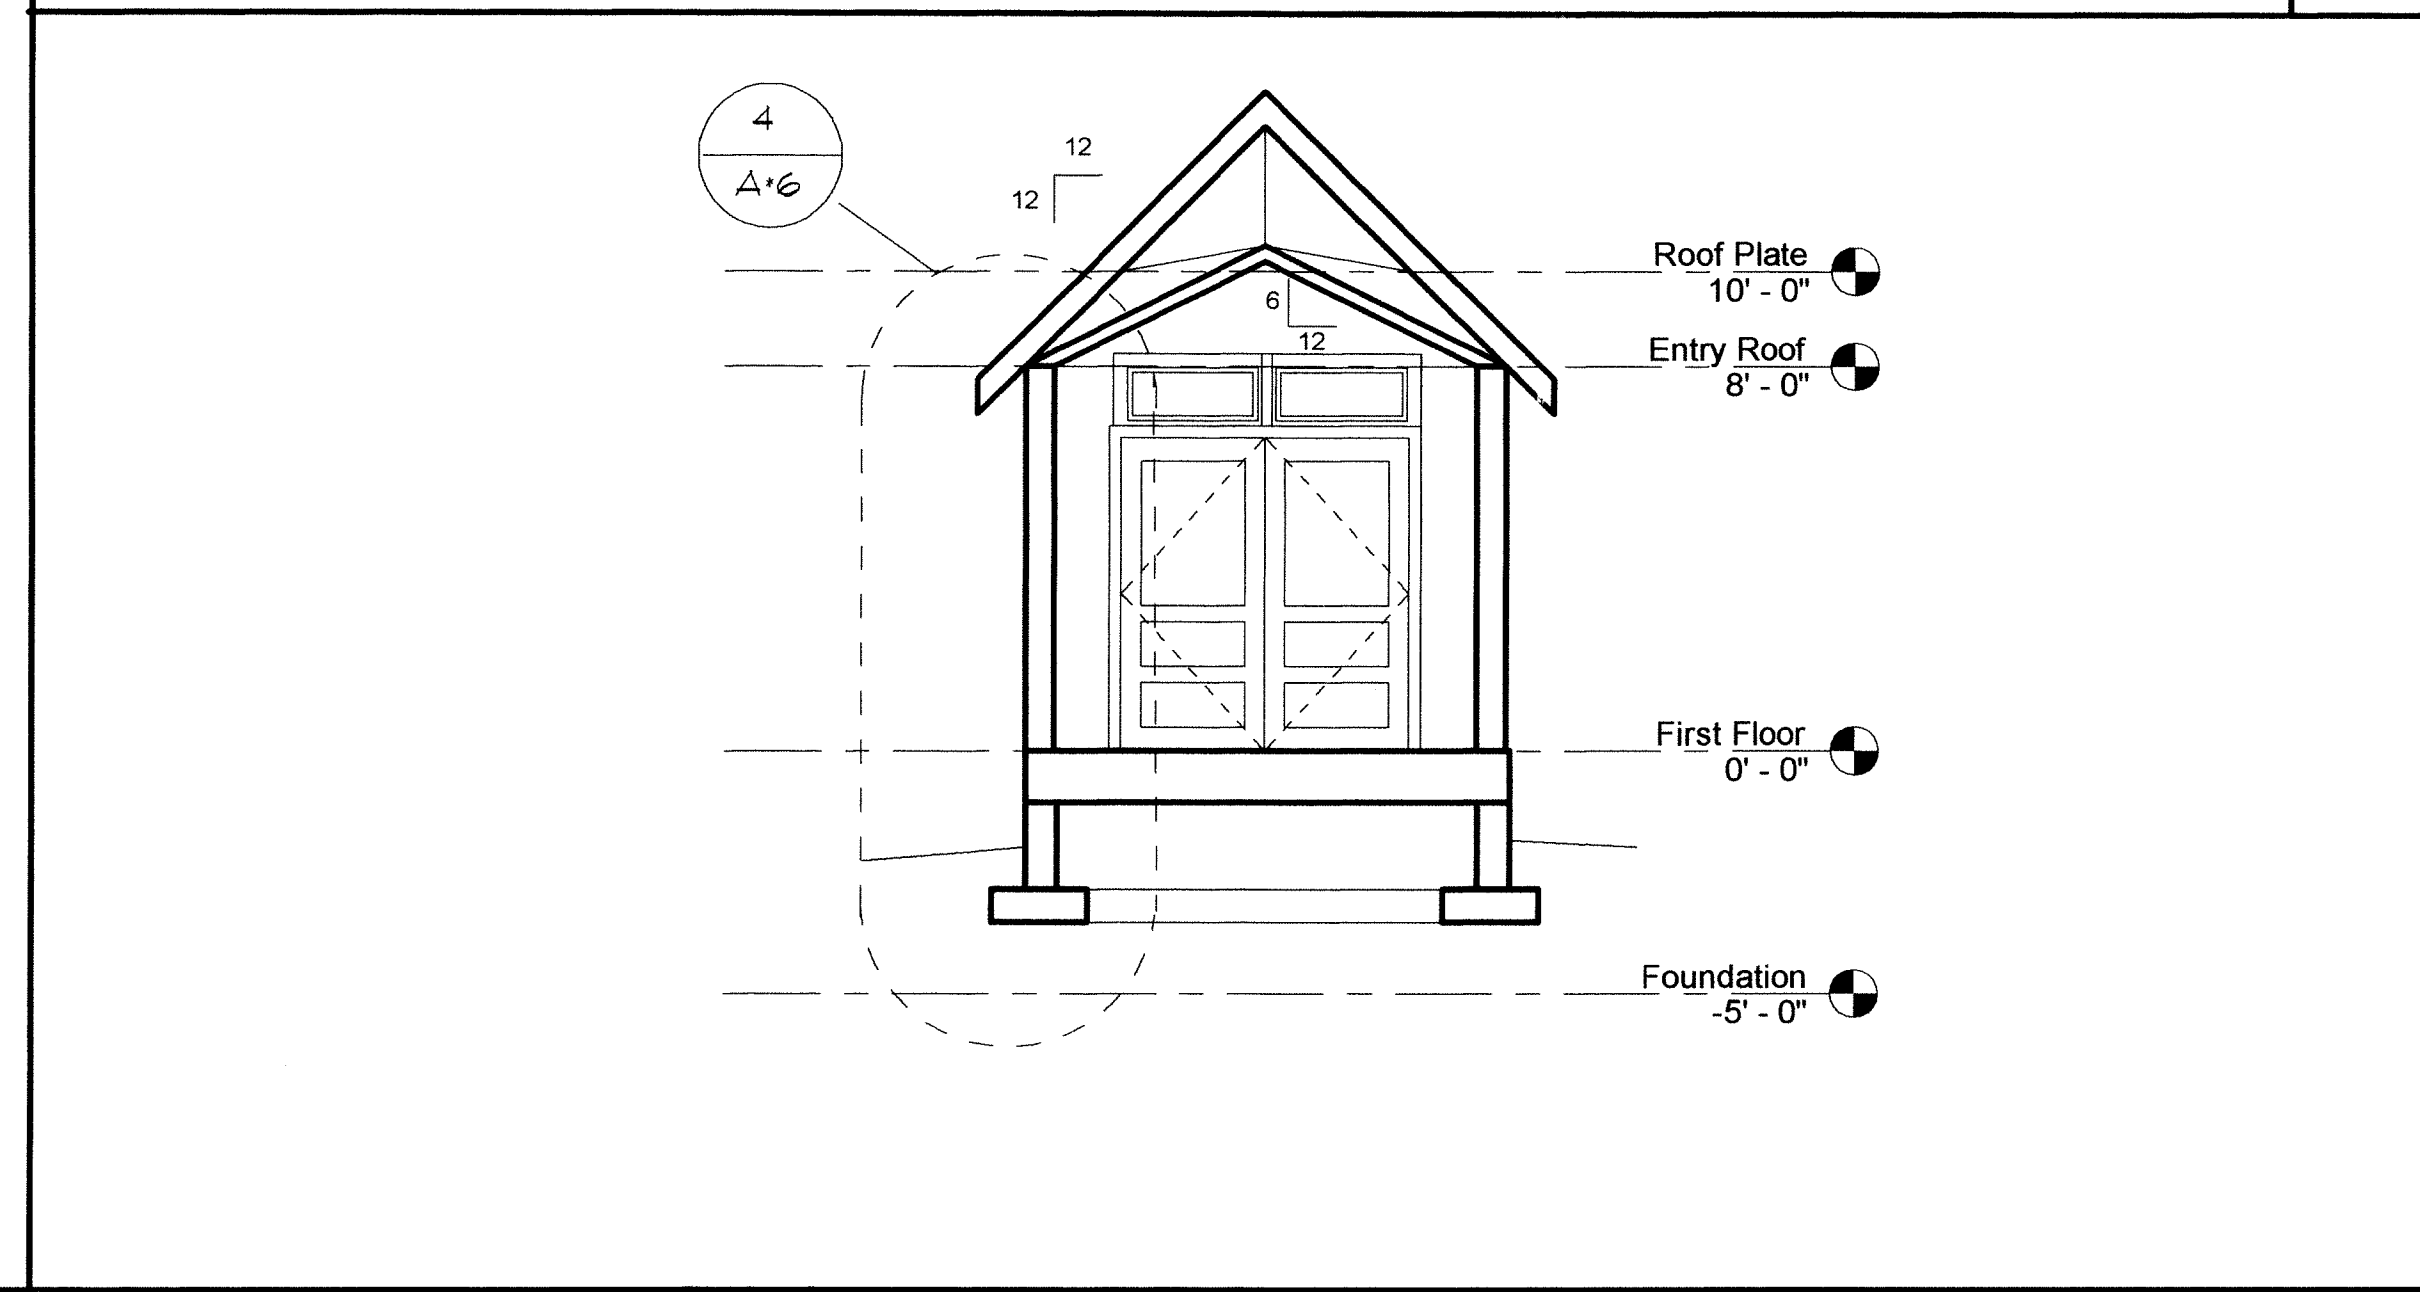 4
A•6
12
12
Roof Plate
10' - 0"
6
12
Entry Roof
8' - 0"
First Floor
0' - 0"
Foundation
-5' - 0"